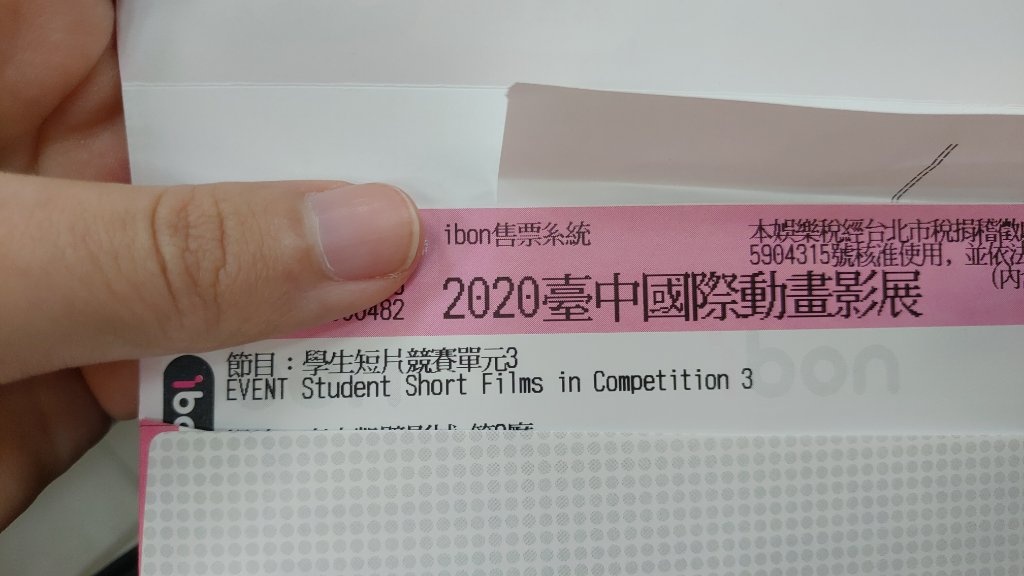 ibon售票系統
本娛樂稅經台北市稅捐稽徵
5904315號核准使用, 並依法
(內
2020臺中國際動畫影展
節目：學生短片競賽單元3
EVENT Student Short Films in Competition 3
bon